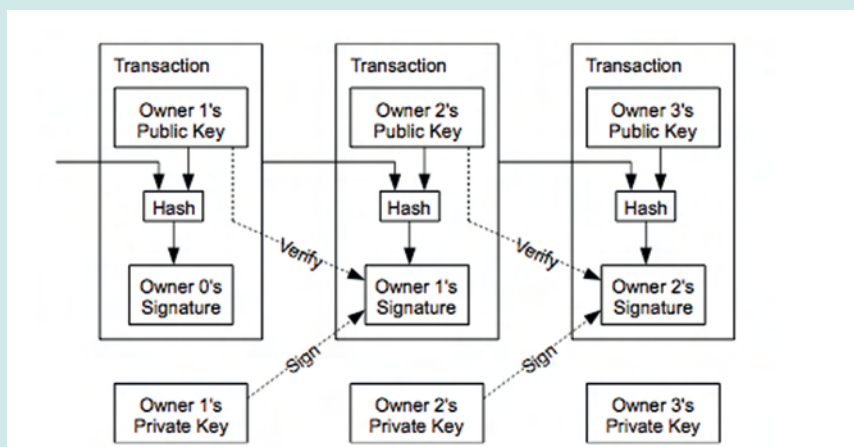 Transaction
Owner 1's
Public Key
Hash
Owner 0's
Signature
Transaction
Owner 2's
Public Key
Hash
Verify
Owner 1's
Signature
Sign
Transaction
Owner 3's
Public Key
Hash
Verify
Owner 2's
Signature
Sign
Owner 1's
Private Key
Owner 2's
Private Key
Owner 3's
Private Key